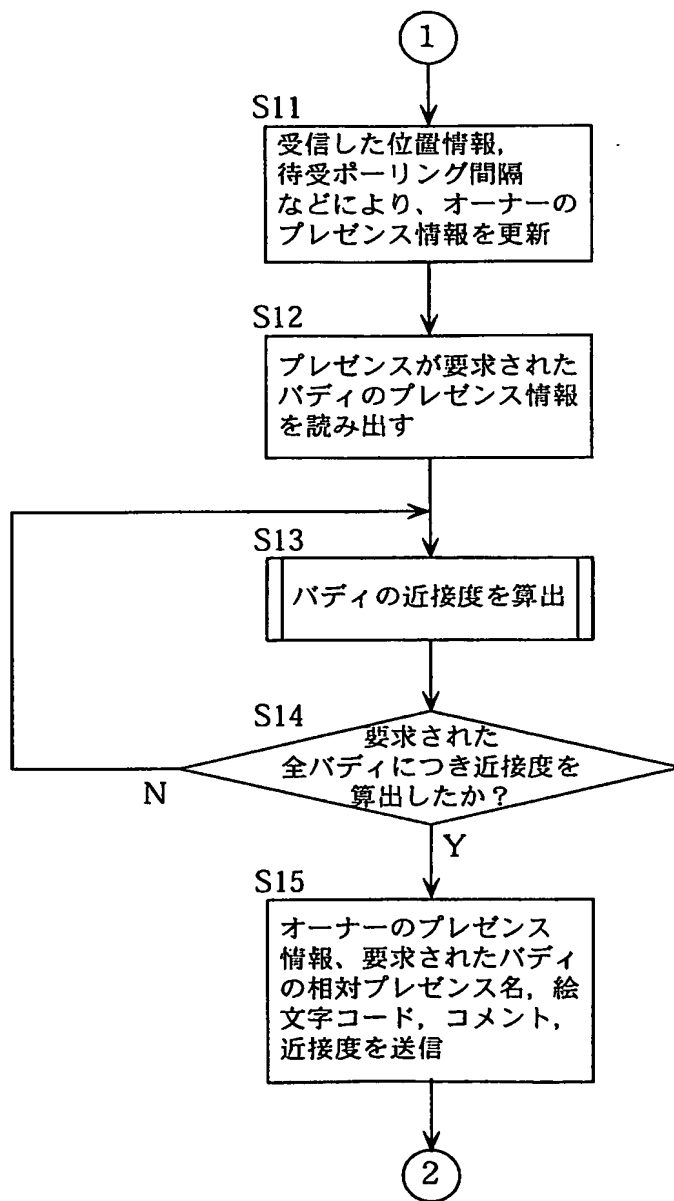 1
S11
受信した位置情報,
待受ポーリング間隔
などにより、オーナーの
プレゼンス情報を更新
S12
プレゼンスが要求された
バディのプレゼンス情報
を読み出す
S13
バディの近接度を算出
S14
要求された
全バディにつき近接度を
算出したか?
N
Y
S15
オーナーのプレゼンス
情報、要求されたバディ
の相対プレゼンス名, 絵
文字コード, コメント,
近接度を送信
2